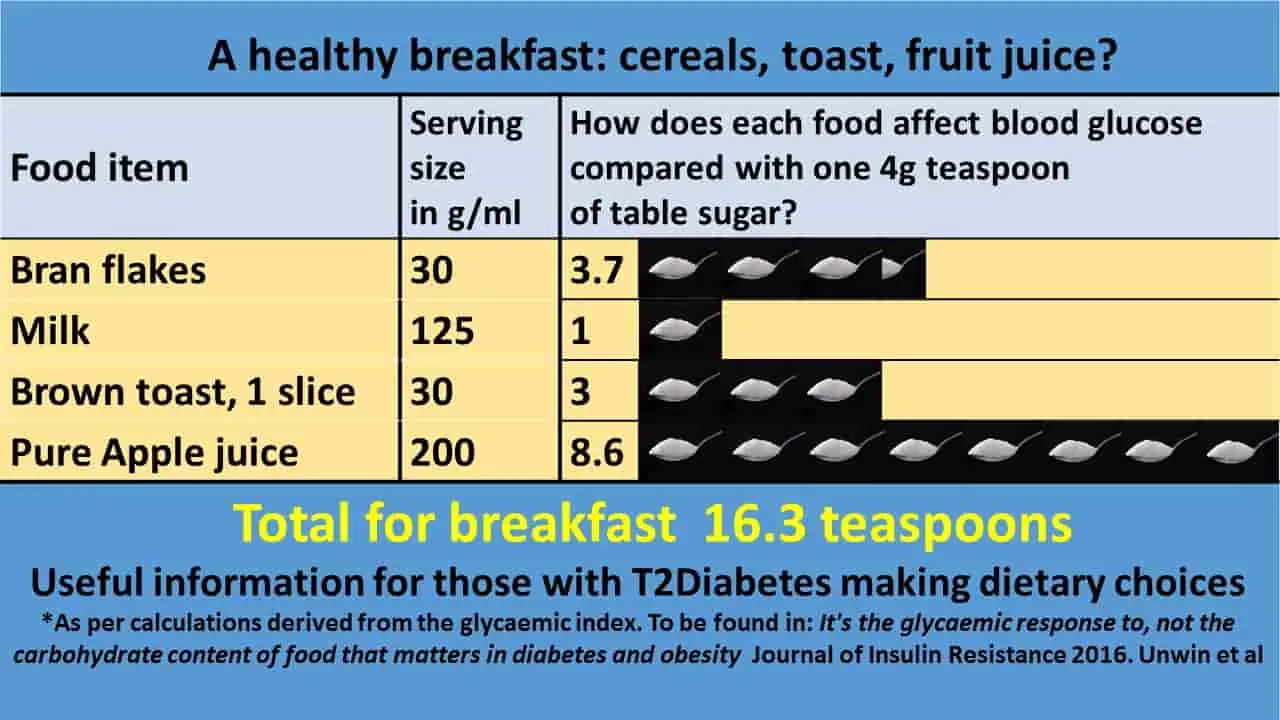 A healthy breakfast: cereals, toast, fruit juice?
Food item
Serving
size
in g/ml
How does each food affect blood glucose
compared with one 4g teaspoon
of table sugar?
Bran flakes 30 3.7
Milk 125 1
Brown toast, 1 slice 30 3
Pure Apple juice 200 8.6
Total for breakfast 16.3 teaspoons
Useful information for those with T2Diabetes making dietary choices
*As per calculations derived from the glycaemic index. To be found in: It's the glycaemic response to, not the
carbohydrate content of food that matters in diabetes and obesity Journal of Insulin Resistance 2016. Unwin et al